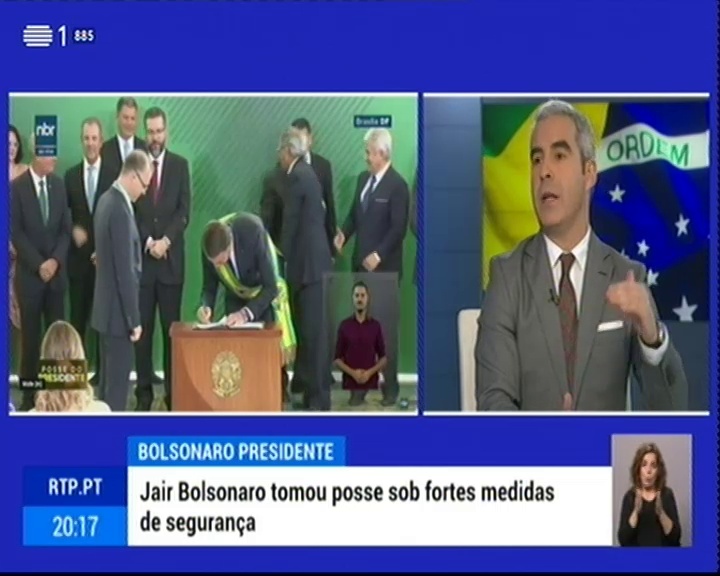 1 885
nbr
Brasília DF
ORDEM
POSSE DO
PRESIDENTE
BOLSONARO PRESIDENTE
RTP.PT
Jair Bolsonaro tomou posse sob fortes medidas
20:17
de segurança